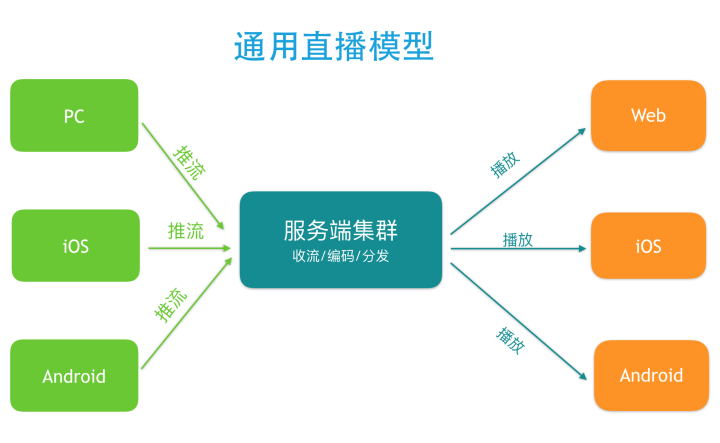 通用直播模型
PC
推流
iOS
推流
Android
推流
服务端集群
收流/编码/分发
播放
Web
播放
iOS
播放
Android